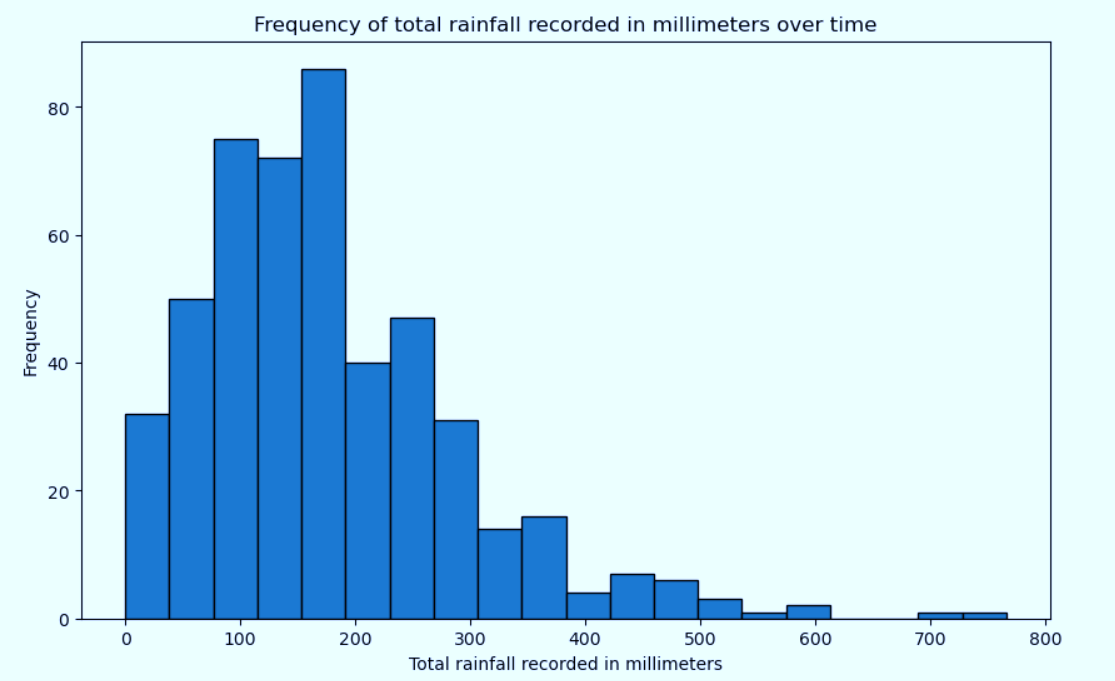 Frequency of total rainfall recorded in millimeters over time
Frequency
80
60
40
20
0
0 100 200 300 400 500 600 700 800
Total rainfall recorded in millimeters